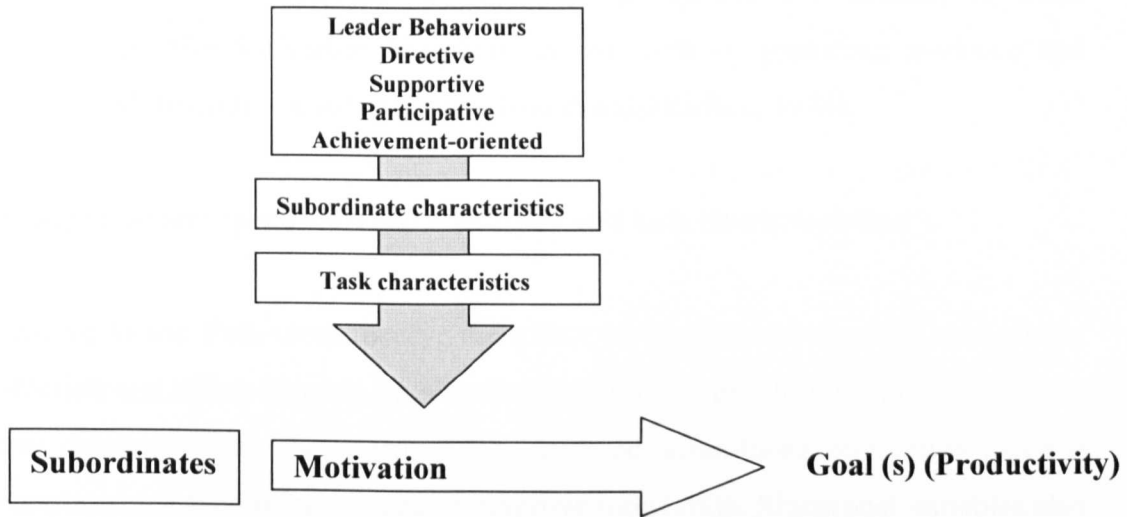 Leader Behaviours
Directive
Supportive
Participative
Achievement-oriented
Subordinate characteristics
Task characteristics
Subordinates
Motivation
Goal (s) (Productivity)